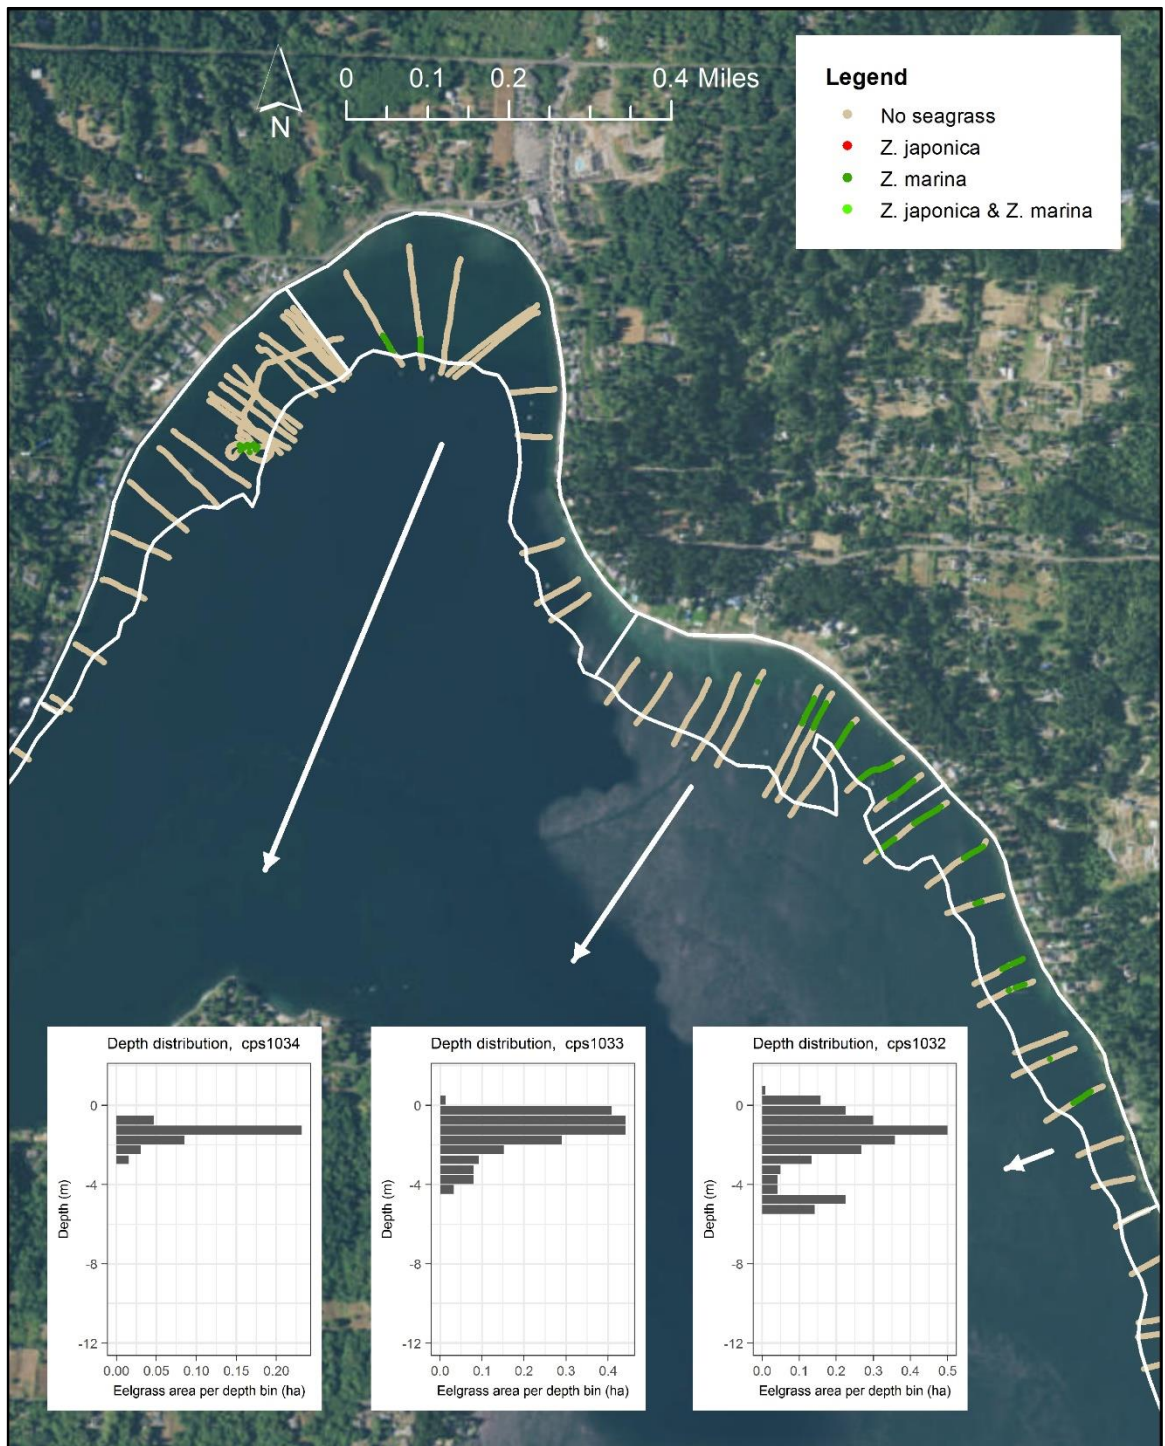 0 0.1 0.2 0.4 Miles
N
Legend
No seagrass
Z. japonica
Z. marina
Z. japonica & Z. marina
Depth distribution, cps1034
0
-4
-8
-12
Depth (m)
0.00 0.05 0.10 0.15 0.20
Eelgrass area per depth bin (ha)
Depth distribution, cps1033
0
-4
-8
-12
Depth (m)
0.0 0.1 0.2 0.3 0.4
Eelgrass area per depth bin (ha)
Depth distribution, cps1032
0
-4
-8
-12
Depth (m)
0.0 0.1 0.2 0.3 0.4 0.5
Eelgrass area per depth bin (ha)